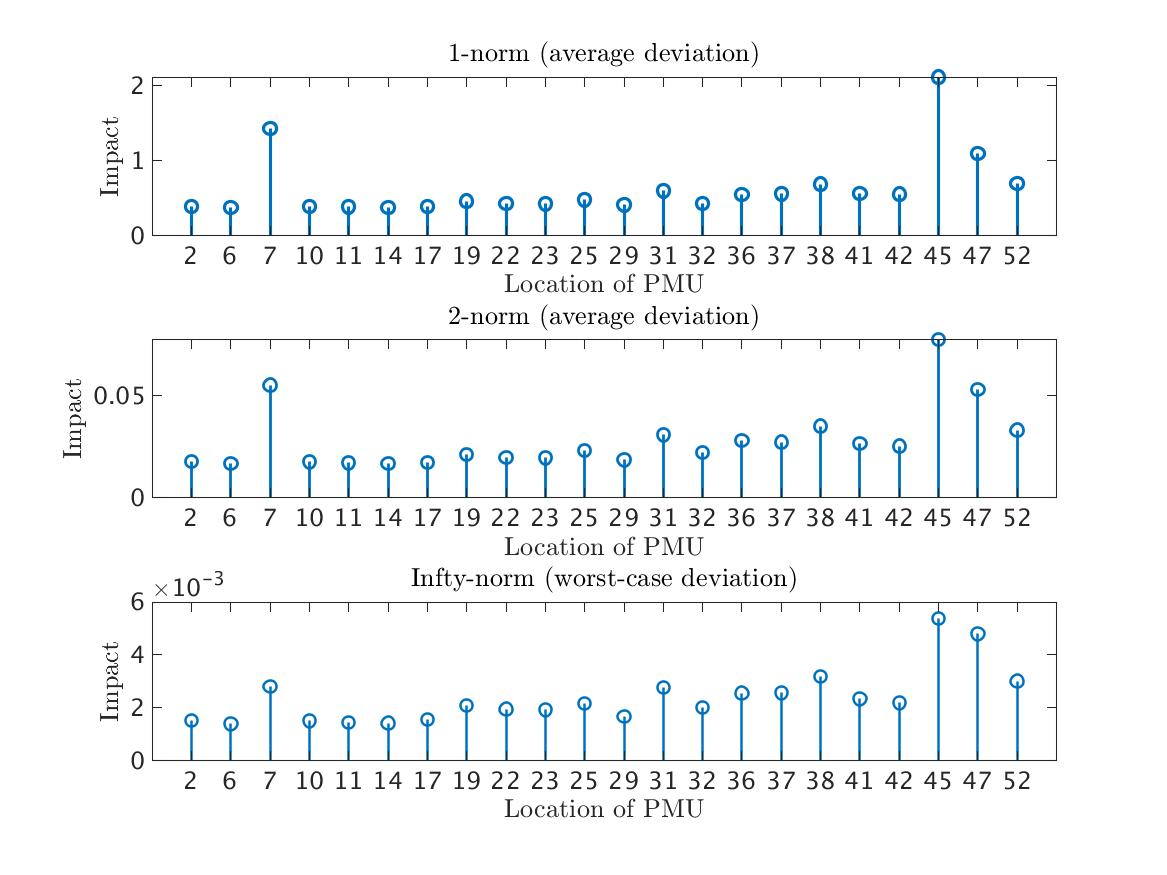 1-norm (average deviation)
2
1
0
Impact
2 6 7 10 11 14 17 19 22 23 25 29 31 32 36 37 38 41 42 45 47 52
Location of PMU
2-norm (average deviation)
0.05
0
Impact
2 6 7 10 11 14 17 19 22 23 25 29 31 32 36 37 38 41 42 45 47 52
Location of PMU
Infty-norm (worst-case deviation)
×10⁻³
6
4
2
0
Impact
2 6 7 10 11 14 17 19 22 23 25 29 31 32 36 37 38 41 42 45 47 52
Location of PMU